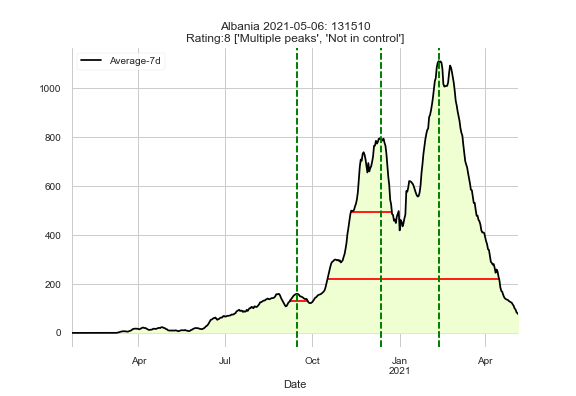 Albania 2021-05-06: 131510
Rating:8 ['Multiple peaks', 'Not in control']
Average-7d
1000
800
600
400
200
0
Apr
Jul
Oct
Jan
2021
Apr
Date